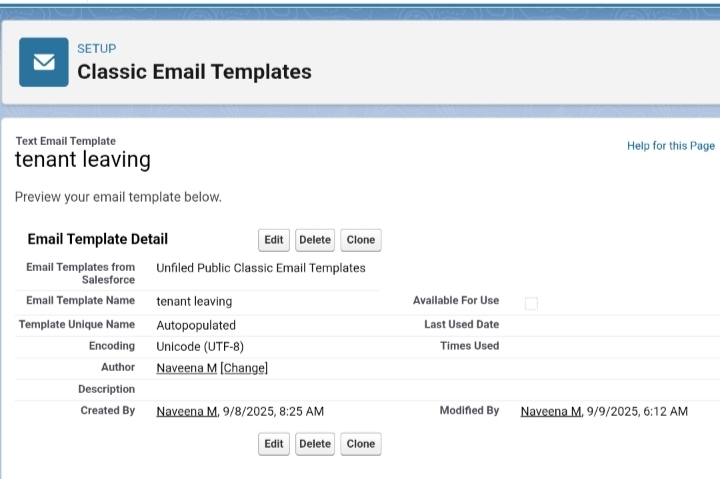 SETUP
Classic Email Templates
Text Email Template
tenant leaving
Help for this Page
Preview your email template below.
Email Template Detail Edit Delete Clone
Email Templates from Salesforce Unfiled Public Classic Email Templates
Email Template Name tenant leaving Available For Use
Template Unique Name Autopopulated Last Used Date
Encoding Unicode (UTF-8) Times Used
Author Naveena M [Change]
Description
Created By Naveena M, 9/8/2025, 8:25 AM Modified By Naveena M, 9/9/2025, 6:12 AM
Edit Delete Clone